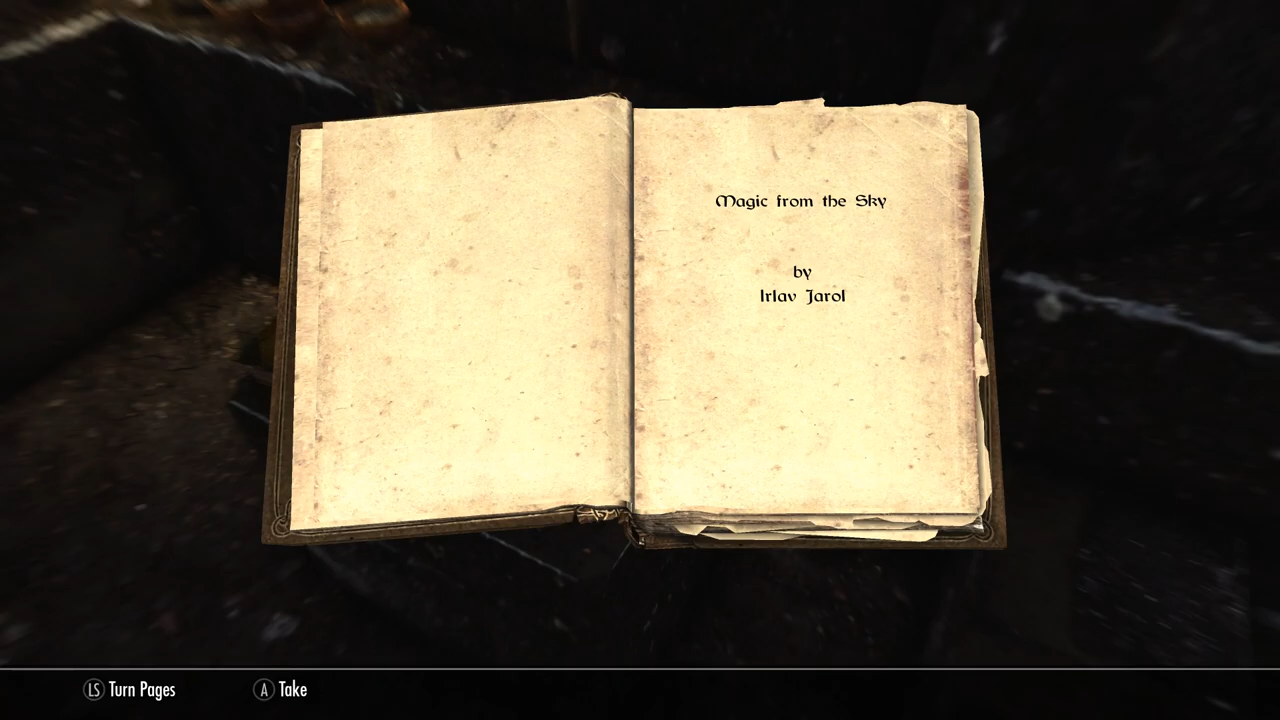 Magic from the Sky
by
Irlav Jarol
LS Turn Pages
A Take